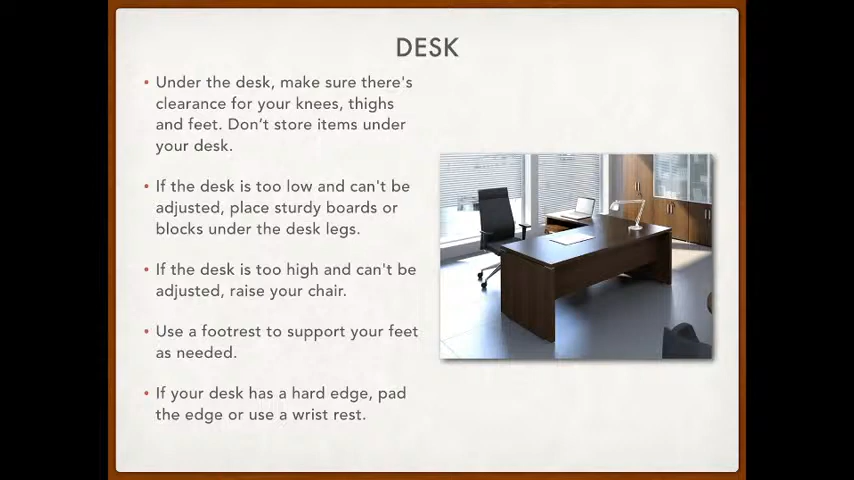 DESK
• Under the desk, make sure there's
clearance for your knees, thighs
and feet. Don’t store items under
your desk.
• If the desk is too low and can't be
adjusted, place sturdy boards or
blocks under the desk legs.
• If the desk is too high and can't be
adjusted, raise your chair.
• Use a footrest to support your feet
as needed.
• If your desk has a hard edge, pad
the edge or use a wrist rest.